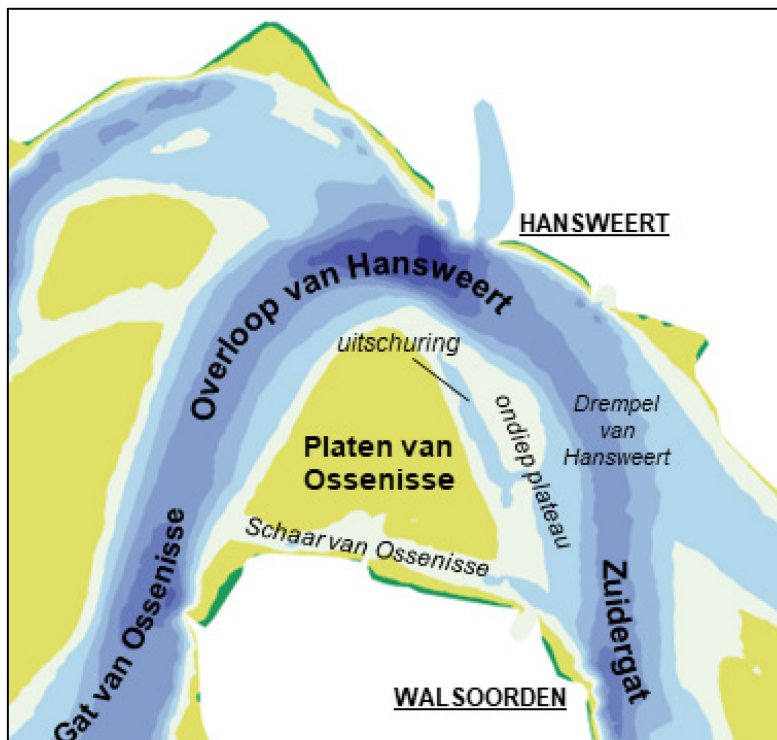 HANSWEERT
Overloop van Hansweert
uitschuring
ondiep plateau
Drempel
van
Hansweert
Platen van
Ossenisse
Schaar van Ossenisse
Gat van Ossenisse
Zuidergat
WALSOORDEN